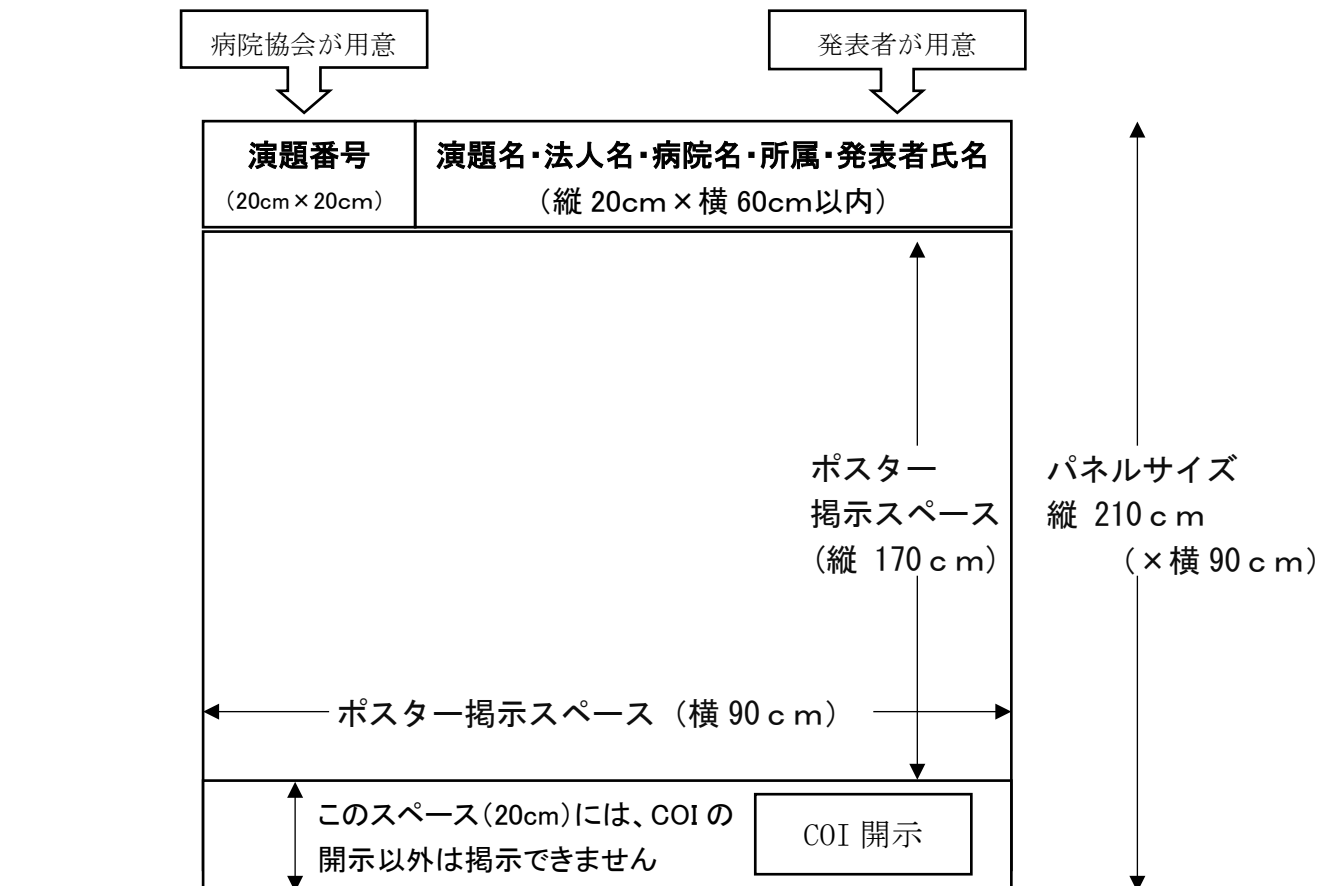 病院協会が用意
発表者が用意
演題番号
（20cm×20cm）
演題名・法人名・病院名・所属・発表者氏名
（縦 20cm×横 60cm以内）
ポスター
掲示スペース
（縦 170ｃｍ）
パネルサイズ
縦 210ｃｍ
（×横 90ｃｍ）
ポスター掲示スペース（横 90ｃｍ）
このスペース（20cm）には、COI の
開示以外は掲示できません
COI 開示